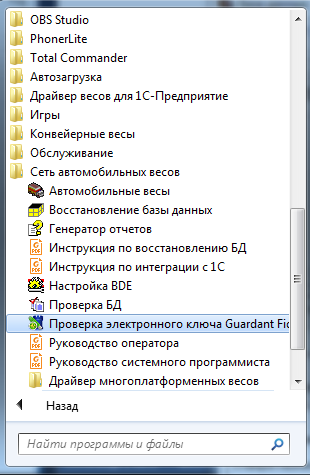 OBS Studio
PhonerLite
Total Commander
Автозагрузка
Драйвер весов для 1С-Предприятие
Игры
Конвейерные весы
Обслуживание
Сеть автомобильных весов
Автомобильные весы
Восстановление базы данных
Генератор отчетов
Инструкция по восстановлению БД
Инструкция по интеграции с 1С
Настройка BDE
Проверка БД
Проверка электронного ключа Guardant Fid
Руководство оператора
Руководство системного программиста
Драйвер многоплатформенных весов
Назад
Найти программы и файлы